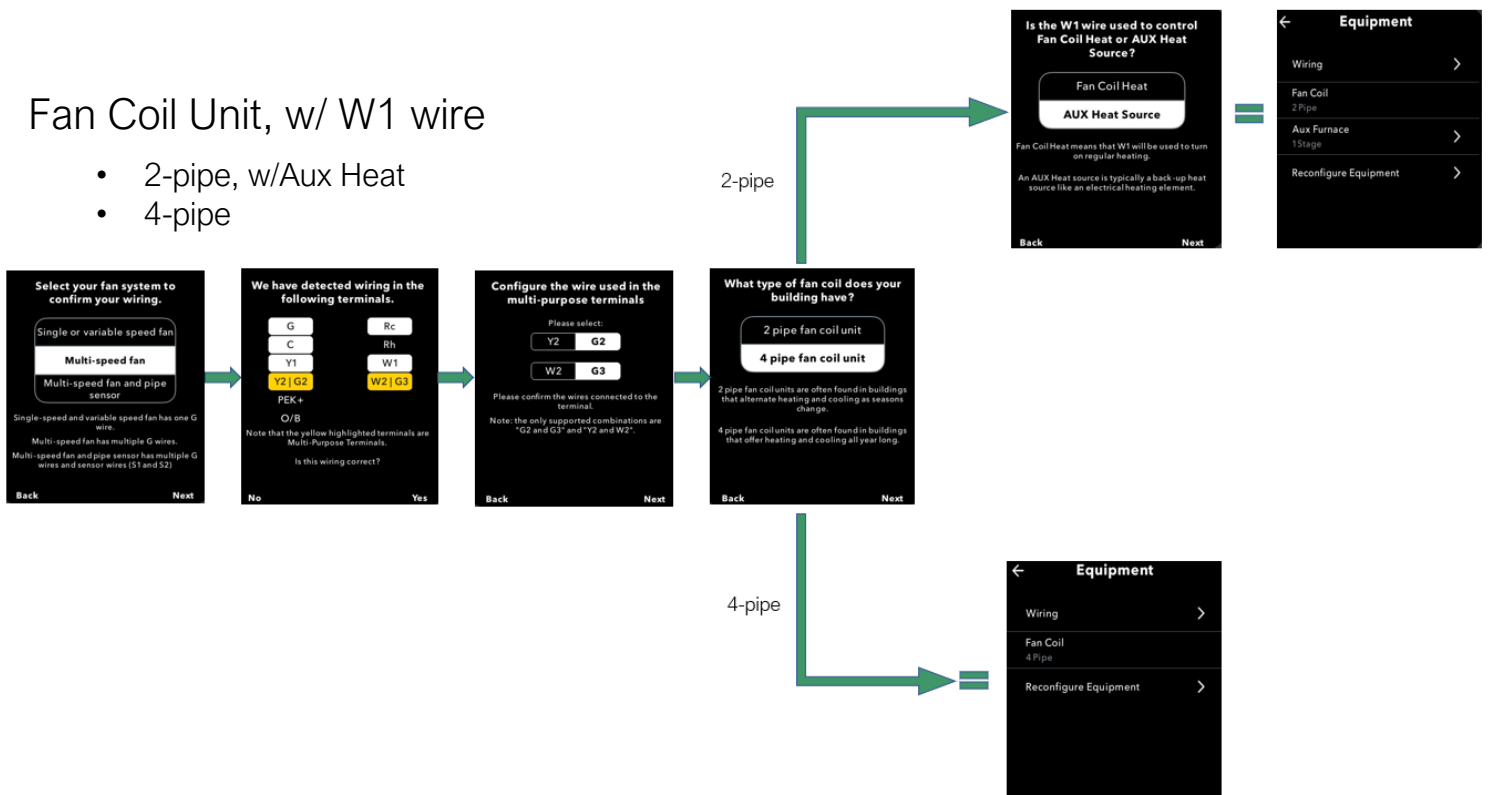 Fan Coil Unit, w/ W1 wire
• 2-pipe, w/Aux Heat
• 4-pipe
Select your fan system to
confirm your wiring.
Single or variable speed fan
Multi-speed fan
Multi-speed fan and pipe
sensor
Single-speed and variable speed fan has one G
wire.
Multi-speed fan has multiple G wires.
Multi-speed fan and pipe sensor has multiple G
wires and sensor wires (S1 and S2)
Back Next
We have detected wiring in the
following terminals.
G Rc
C Rh
Y1 W1
Y2 | G2 W2 | G3
PEK+
O/B
Note that the yellow highlighted terminals are
Multi-Purpose Terminals.
Is this wiring correct?
No Yes
Configure the wire used in the
multi-purpose terminals
Please select:
Y2 G2
W2 G3
Please confirm the wires connected to the
terminal.
Note: the only supported combinations are
"G2 and G3" and "Y2 and W2".
Back Next
What type of fan coil does your
building have?
2 pipe fan coil unit
4 pipe fan coil unit
2 pipe fan coil units are often found in buildings
that alternate heating and cooling as seasons
change.
4 pipe fan coil units are often found in buildings
that offer heating and cooling all year long.
Back Next
2-pipe
Is the W1 wire used to control
Fan Coil Heat or AUX Heat
Source?
Fan Coil Heat
AUX Heat Source
Fan Coil Heat means that W1 will be used to turn
on regular heating.
An AUX Heat source is typically a back-up heat
source like an electrical heating element.
Back Next
Equipment
Wiring
Fan Coil
2 Pipe
Aux Furnace
1 Stage
Reconfigure Equipment
4-pipe
Equipment
Wiring
Fan Coil
4 Pipe
Reconfigure Equipment